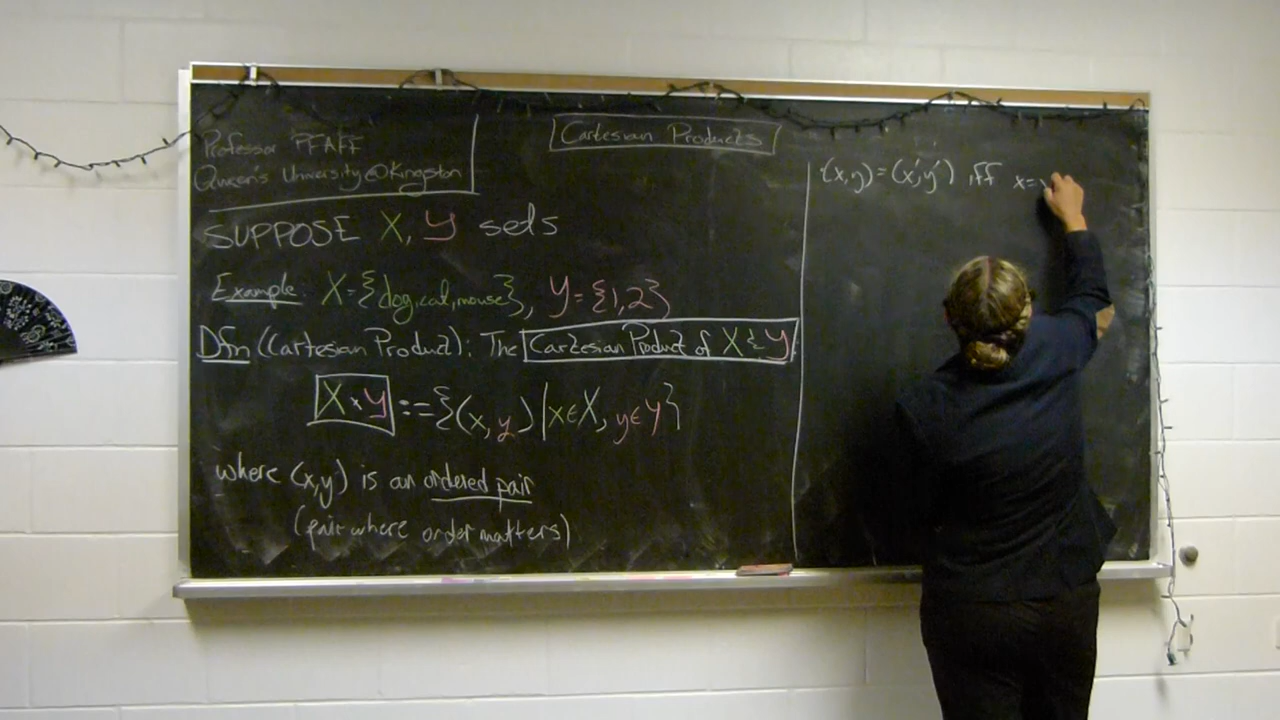 Professor PFAFF
Queen's University @Kingston
Cartesian Products
SUPPOSE X, Y sets
Example: X={dog,cat,mouse}, Y={1,2}
Dfn (Cartesian Product): The Cartesian Product of X & Y
X×Y:={(x,y)|x∈X, y∈Y}
where (x,y) is an ordered pair
(pair where order matters)
(x,y)=(x',y') iff x=